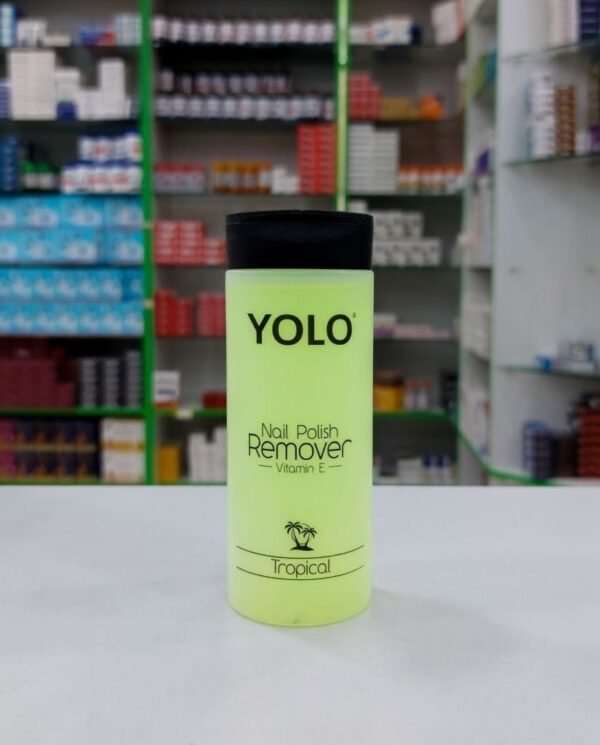 YOLO®
Nail Polish
Remover
— Vitamin E —
Tropical